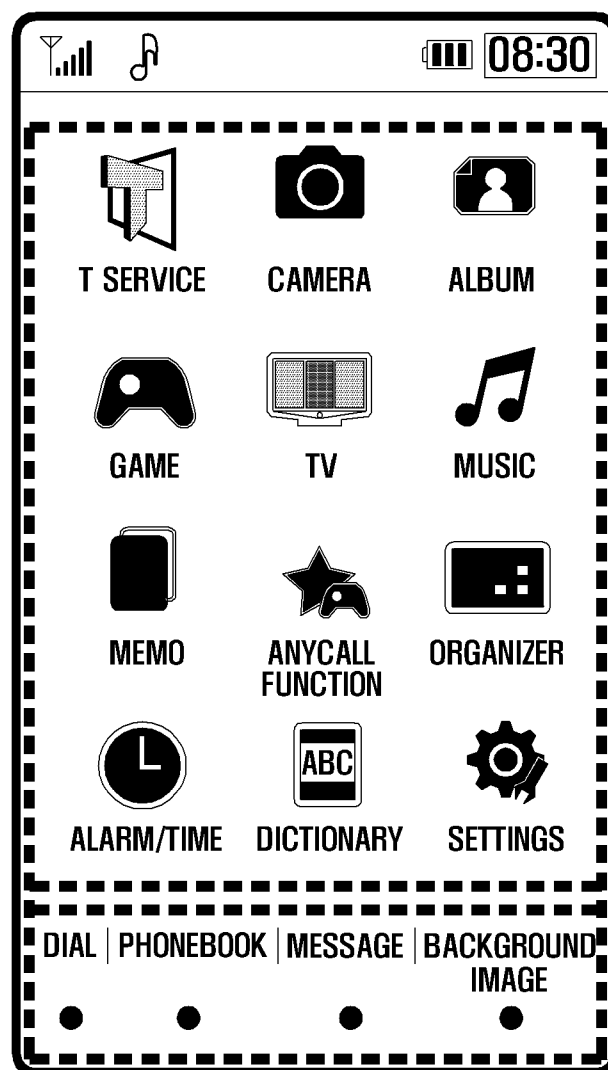 08:30
T SERVICE CAMERA ALBUM
GAME TV MUSIC
MEMO ANYCALL ORGANIZER
FUNCTION
ABC
ALARM/TIME DICTIONARY SETTINGS
DIAL PHONEBOOK MESSAGE BACKGROUND
IMAGE